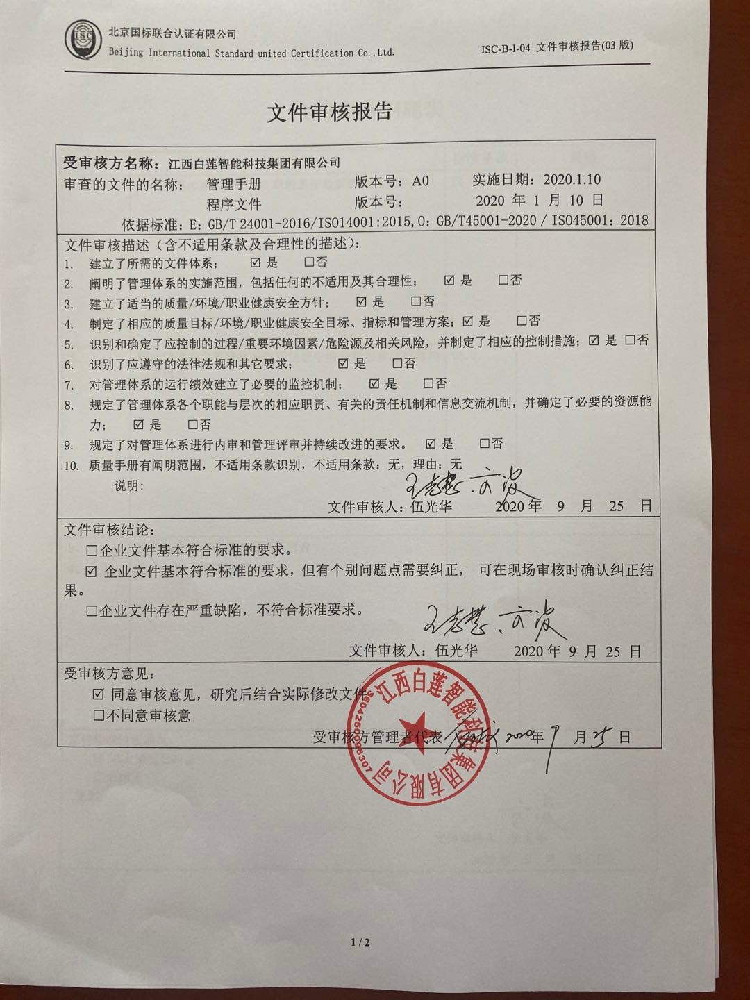 ISC
北京国标联合认证有限公司
Beijing International Standard united Certification Co.,Ltd.
ISC-B-I-04 文件审核报告(03 版)
文件审核报告
受审核方名称：江西白莲智能科技集团有限公司
审查的文件的名称： 管理手册 版本号：A0 实施日期：2020.1.10
程序文件 版本号： 2020 年 1 月 10 日
依据标准：E：GB/T 24001-2016/ISO14001:2015,O：GB/T45001-2020 / ISO45001：2018
文件审核描述（含不适用条款及合理性的描述）：
1. 建立了所需的文件体系； ☑ 是 □否
2. 阐明了管理体系的实施范围，包括任何的不适用及其合理性； ☑ 是 □否
3. 建立了适当的质量/环境/职业健康安全方针； ☑ 是 □否
4. 制定了相应的质量目标/环境/职业健康安全目标、指标和管理方案；☑ 是 □否
5. 识别和确定了应控制的过程/重要环境因素/危险源及相关风险，并制定了相应的控制措施；☑ 是 □否
6. 识别了应遵守的法律法规和其它要求； ☑ 是 □否
7. 对管理体系的运行绩效建立了必要的监控机制； ☑ 是 □否
8. 规定了管理体系各个职能与层次的相应职责、有关的责任机制和信息交流机制，并确定了必要的资源能
力； ☑ 是 □否
9. 规定了对管理体系进行内审和管理评审并持续改进的要求。 ☑ 是 □否
10. 质量手册有阐明范围，不适用条款识别，不适用条款：无，理由：无
说明：
文件审核人：伍光华 2020 年 9 月 25 日
文件审核结论：
□企业文件基本符合标准的要求。
☑ 企业文件基本符合标准的要求，但有个别问题点需要纠正， 可在现场审核时确认纠正结
果。
□企业文件存在严重缺陷，不符合标准要求。
文件审核人：伍光华 2020 年 9 月 25 日
受审核方意见：
☑ 同意审核意见，研究后结合实际修改文件
□不同意审核意
受审核方管理者代表 2020年 9 月 25 日
江西白莲智能科技集团有限公司
3604250096307
1 / 2